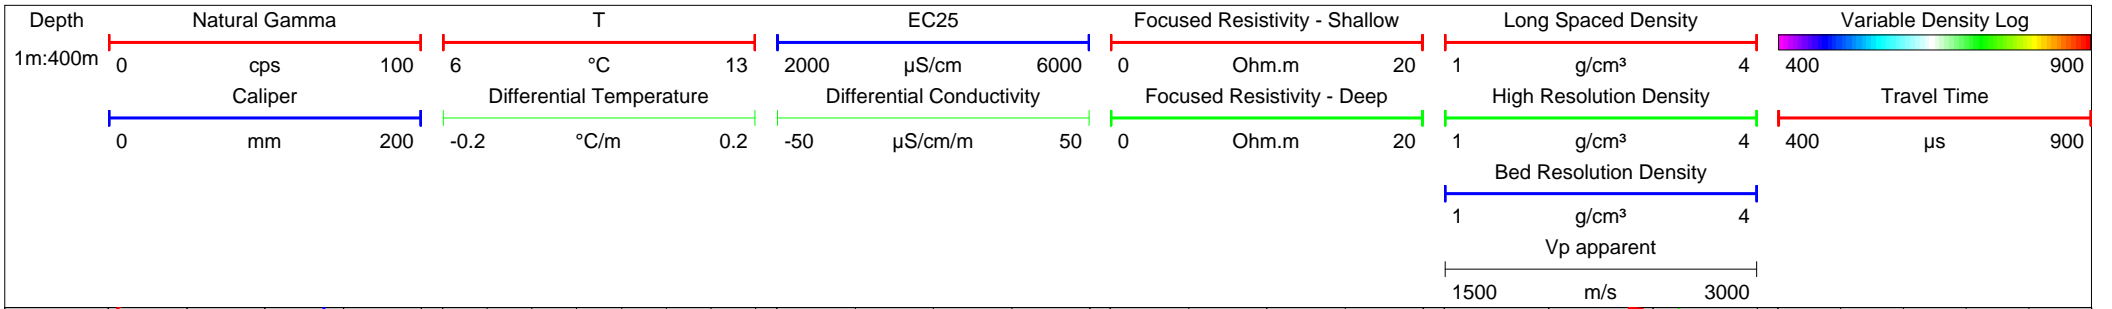 Depth Natural Gamma T EC25 Focused Resistivity - Shallow Long Spaced Density Variable Density Log
1m:400m 0 cps 100 6 °C 13 2000 µS/cm 6000 0 Ohm.m 20 1 g/cm³ 4 400 900
Caliper Differential Temperature Differential Conductivity Focused Resistivity - Deep High Resolution Density Travel Time
0 mm 200 -0.2 °C/m 0.2 -50 µS/cm/m 50 0 Ohm.m 20 1 g/cm³ 4 400 µs 900
Bed Resolution Density
1 g/cm³ 4
Vp apparent
1500 m/s 3000